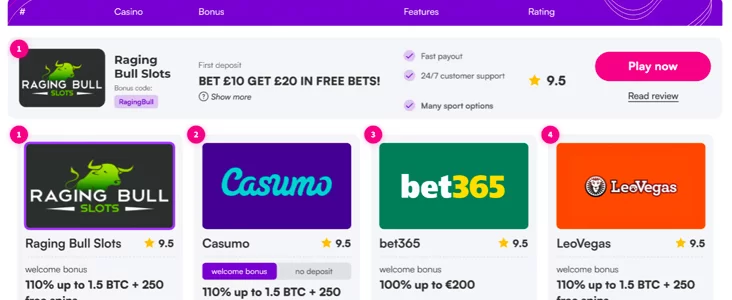 # Casino Bonus Features Rating
1
RAGING BULL
SLOTS
Raging
Bull Slots
Bonus code:
RagingBull
First deposit
BET £10 GET £20 IN FREE BETS!
? Show more
Fast payout
24/7 customer support
Many sport options
9.5
Play now
Read review
1
RAGING BULL
SLOTS
Raging Bull Slots 9.5
welcome bonus
110% up to 1.5 BTC + 250
free spins
2
Casumo
Casumo 9.5
welcome bonus no deposit
110% up to 1.5 BTC + 250
3
bet365
bet365 9.5
welcome bonus
100% up to €200
4
LeoVegas
LeoVegas 9.5
welcome bonus
110% up to 1.5 BTC + 250
free spins